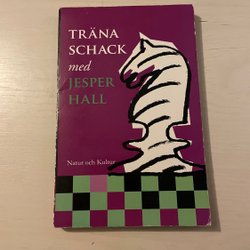 TRÄNA
SCHACK
med
JESPER
HALL
Natur och Kultur